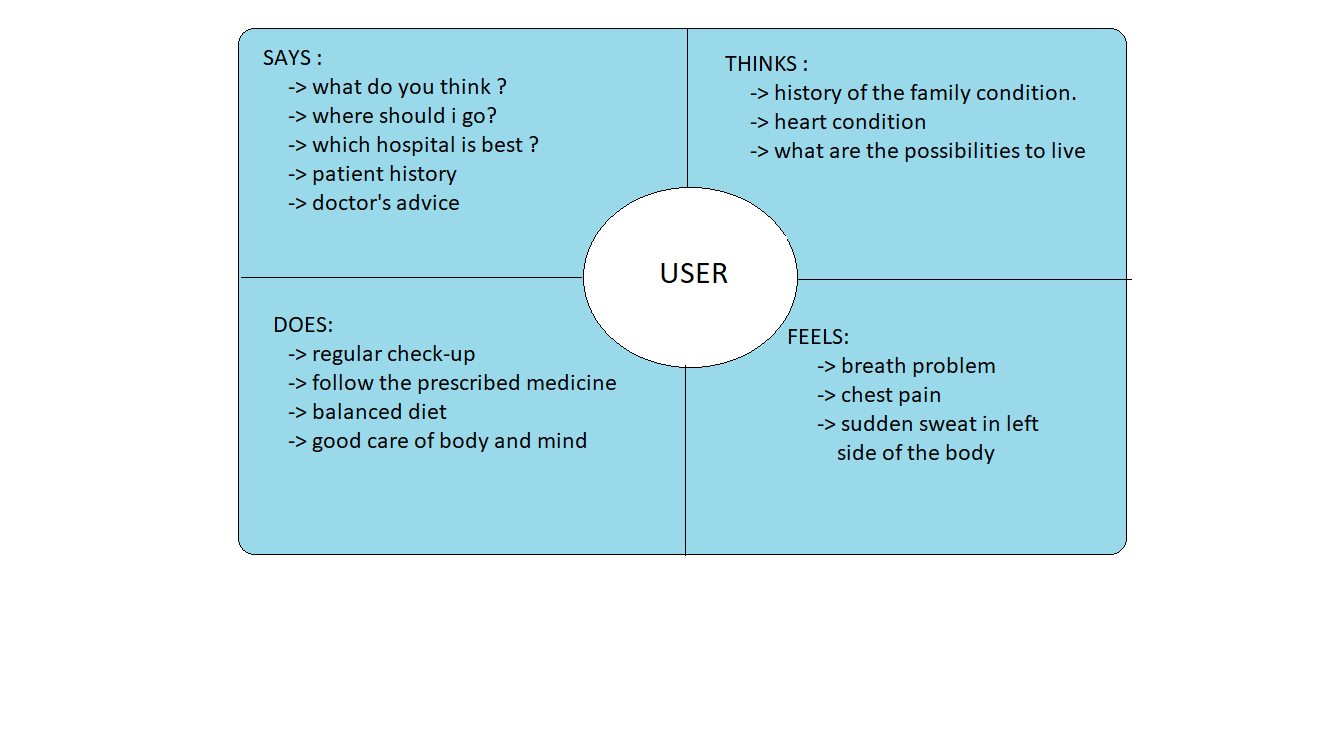 SAYS :
-> what do you think ?
-> where should i go?
-> which hospital is best ?
-> patient history
-> doctor's advice
THINKS :
-> history of the family condition.
-> heart condition
-> what are the possibilities to live
USER
DOES:
-> regular check-up
-> follow the prescribed medicine
-> balanced diet
-> good care of body and mind
FEELS:
-> breath problem
-> chest pain
-> sudden sweat in left
side of the body